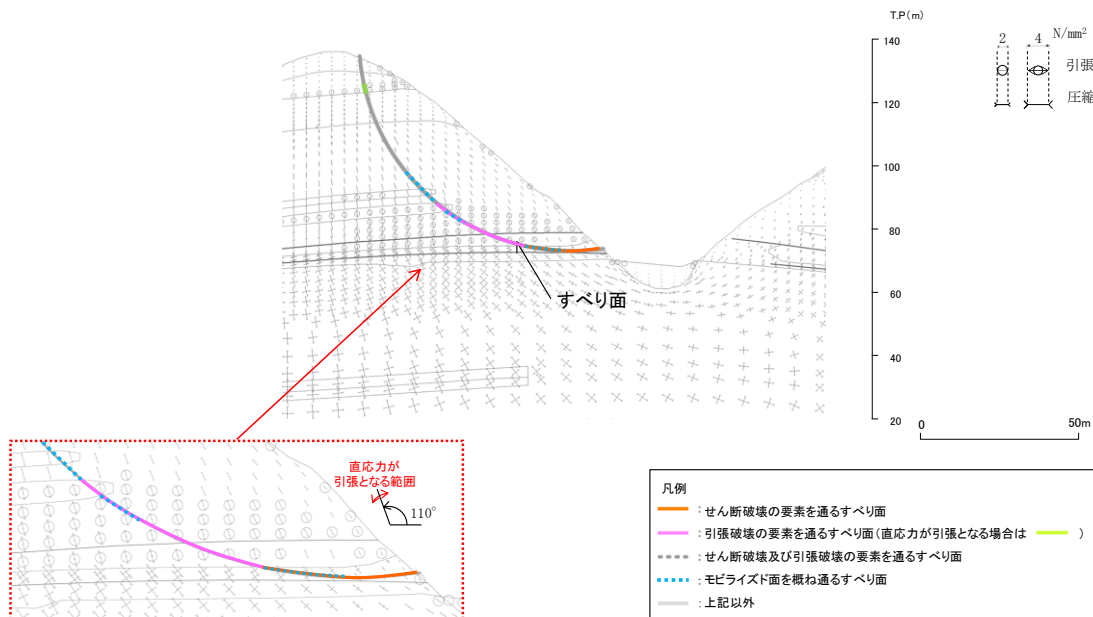 T.P(m)
140
120
100
80
60
40
20
2
4
N/mm²
引張
圧縮
すべり面
0
50m
直応力が
引張となる範囲
110°
凡例
：せん断破壊の要素を通るすべり面
：引張破壊の要素を通るすべり面(直応力が引張となる場合は　　)
：せん断破壊及び引張破壊の要素を通るすべり面
：モビライズド面を概ね通るすべり面
：上記以外